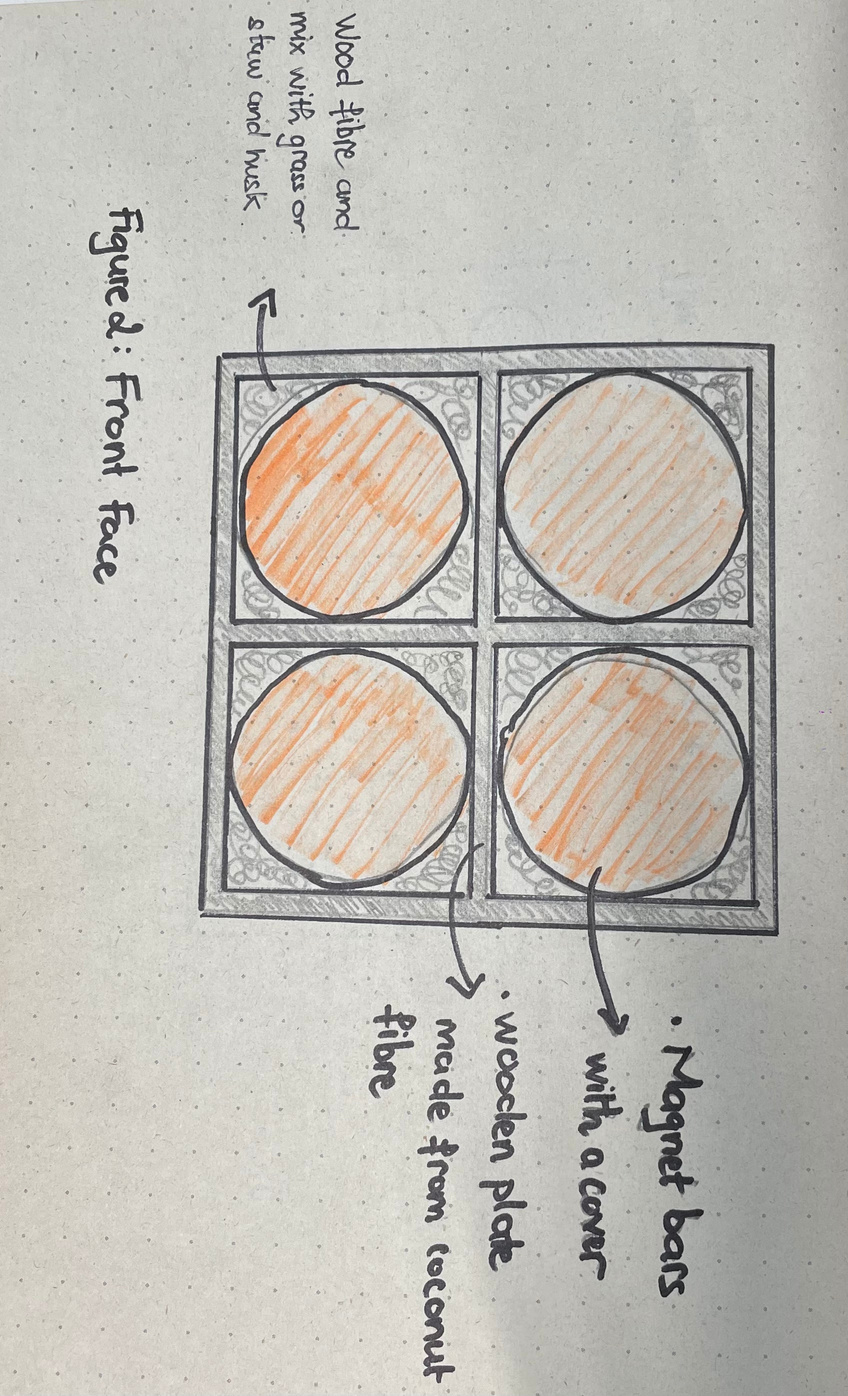 · Magnet bars
with a cover
· wooden plate
made from coconut
fibre
Wood fibre and
mix with grass or
straw and husk.
Figure 2: Front Face